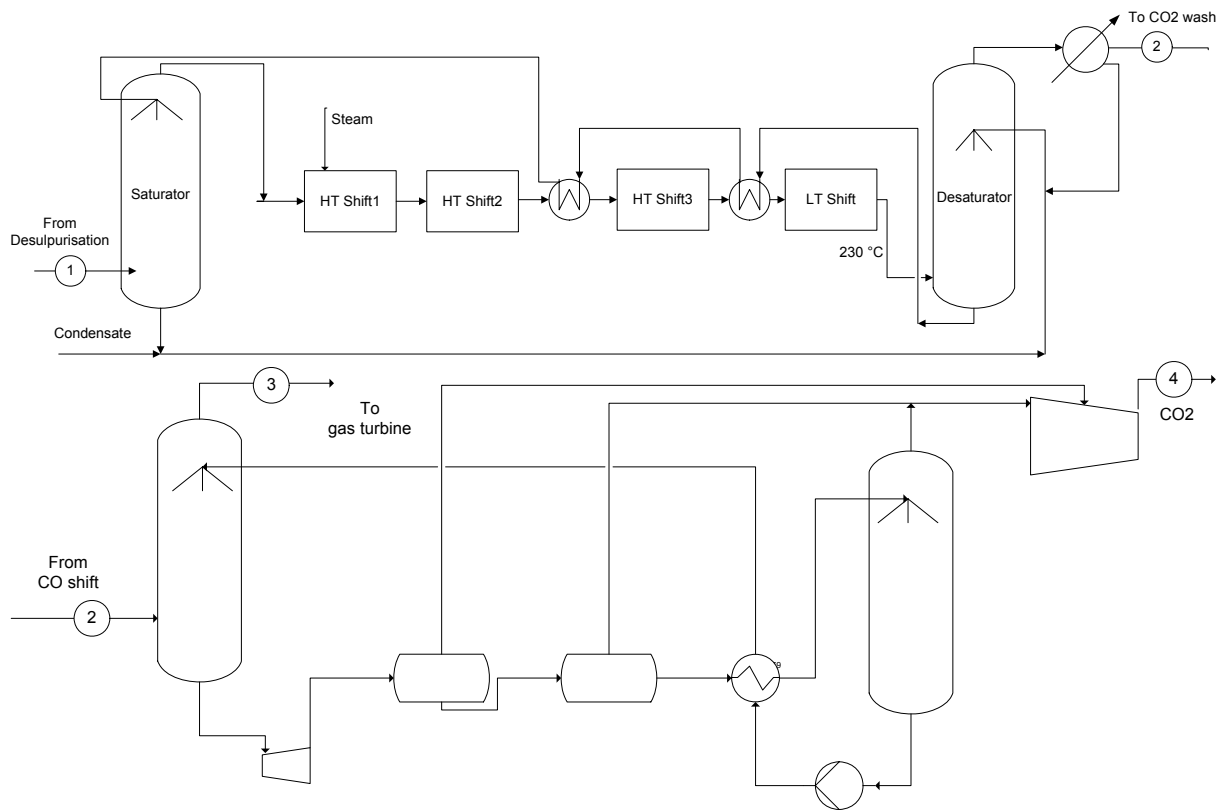 To CO2 wash
2
Steam
Saturator
HT Shift1
HT Shift2
HT Shift3
LT Shift
Desaturator
From
Desulpurisation
1
230 °C
Condensate
3
To
gas turbine
4
CO2
From
CO shift
2